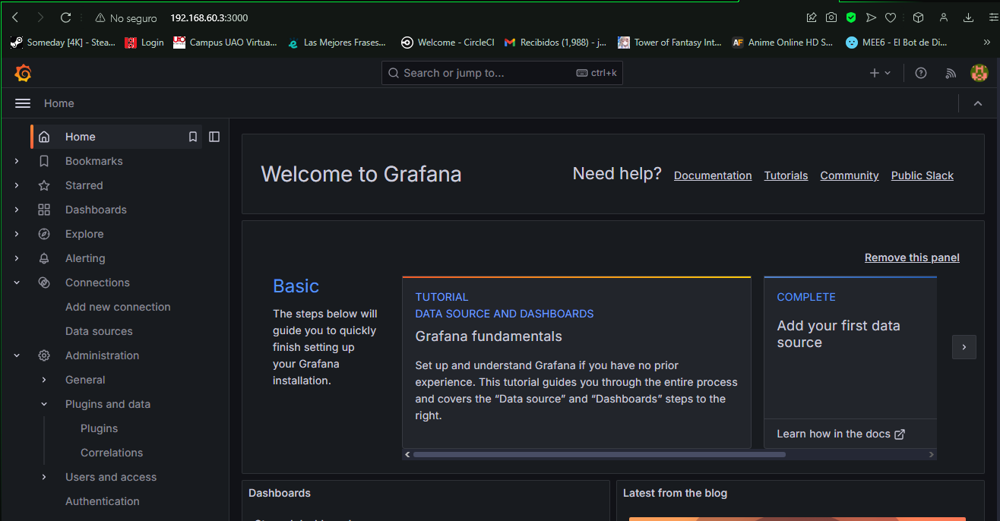 No seguro
192.168.60.3:3000
Someday [4K] - Stea...
Login
Campus UAO Virtua...
Las Mejores Frases...
Welcome - CircleCI
Recibidos (1,988) - j...
Tower of Fantasy Int...
AF
Anime Online HD S...
MEE6 - El Bot de Di...
»
Search or jump to...
ctrl+k
Home
Home
Bookmarks
Starred
Dashboards
Explore
Alerting
Connections
Add new connection
Data sources
Administration
General
Plugins and data
Plugins
Correlations
Users and access
Authentication
Welcome to Grafana
Need help?
Documentation
Tutorials
Community
Public Slack
Remove this panel
Basic
The steps below will
guide you to quickly
finish setting up
your Grafana
installation.
TUTORIAL
DATA SOURCE AND DASHBOARDS
Grafana fundamentals
Set up and understand Grafana if you have no prior
experience. This tutorial guides you through the entire process
and covers the “Data source” and “Dashboards” steps to the
right.
COMPLETE
Add your first data
source
Learn how in the docs
Dashboards
Latest from the blog